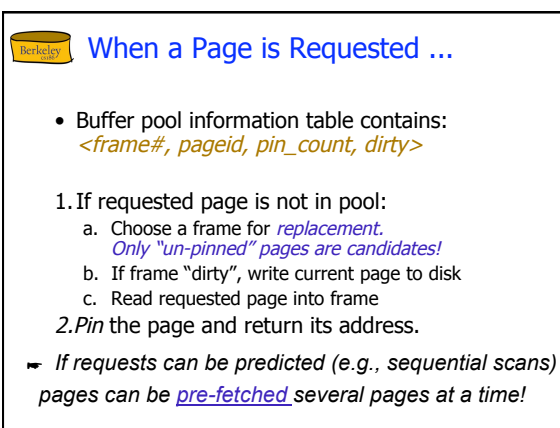 Berkeley
cs186
When a Page is Requested ...
• Buffer pool information table contains:
<frame#, pageid, pin_count, dirty>
1. If requested page is not in pool:
a. Choose a frame for replacement.
Only “un-pinned” pages are candidates!
b. If frame “dirty”, write current page to disk
c. Read requested page into frame
2. Pin the page and return its address.
☛ If requests can be predicted (e.g., sequential scans)
pages can be pre-fetched several pages at a time!